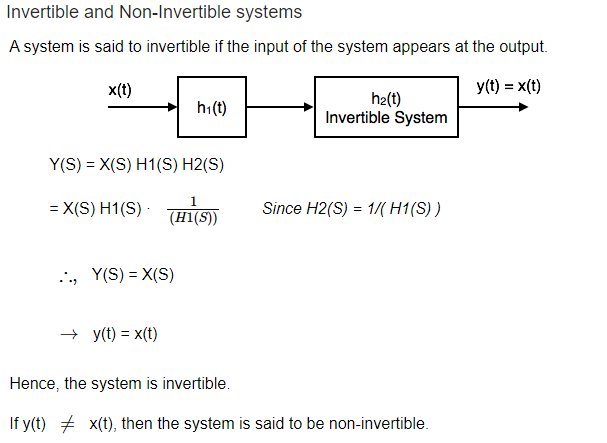 Invertible and Non-Invertible systems
A system is said to invertible if the input of the system appears at the output.
x(t)
h₁(t)
h₂(t)
Invertible System
y(t) = x(t)
Y(S) = X(S) H1(S) H2(S)
= X(S) H1(S) · 1/(H1(S)) Since H2(S) = 1/( H1(S) )
∴, Y(S) = X(S)
→ y(t) = x(t)
Hence, the system is invertible.
If y(t) ≠ x(t), then the system is said to be non-invertible.